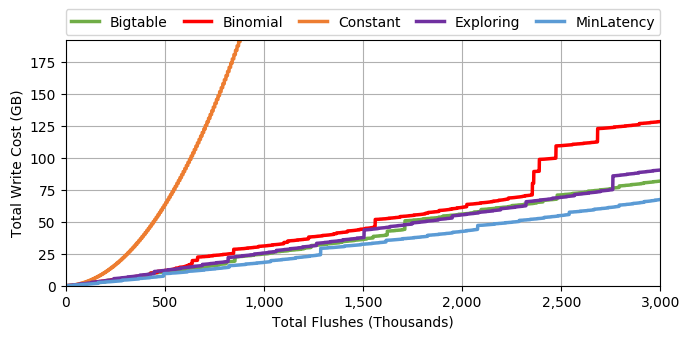 Bigtable Binomial Constant Exploring MinLatency
Total Write Cost (GB)
175
150
125
100
75
50
25
0
0 500 1,000 1,500 2,000 2,500 3,000
Total Flushes (Thousands)